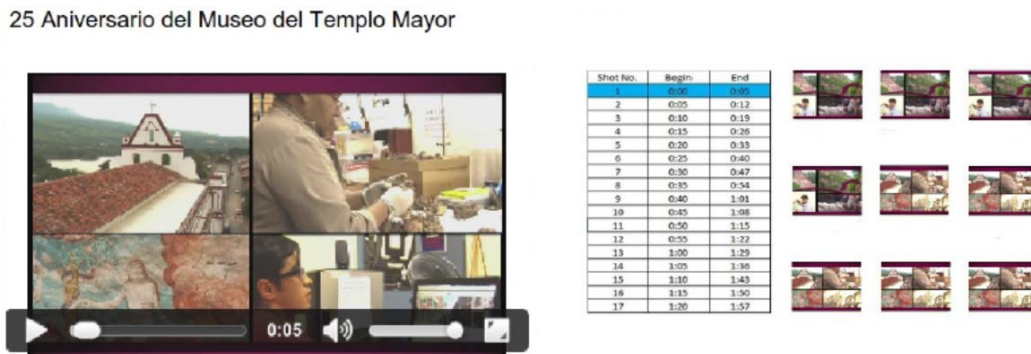 25 Aniversario del Museo del Templo Mayor
0:05
Shot No. Begin End
1 0:00 0:05
2 0:05 0:12
3 0:10 0:19
4 0:15 0:26
5 0:20 0:33
6 0:25 0:40
7 0:30 0:47
8 0:35 0:54
9 0:40 1:01
10 0:45 1:08
11 0:50 1:15
12 0:55 1:22
13 1:00 1:29
14 1:05 1:36
15 1:10 1:43
16 1:15 1:50
17 1:20 1:57